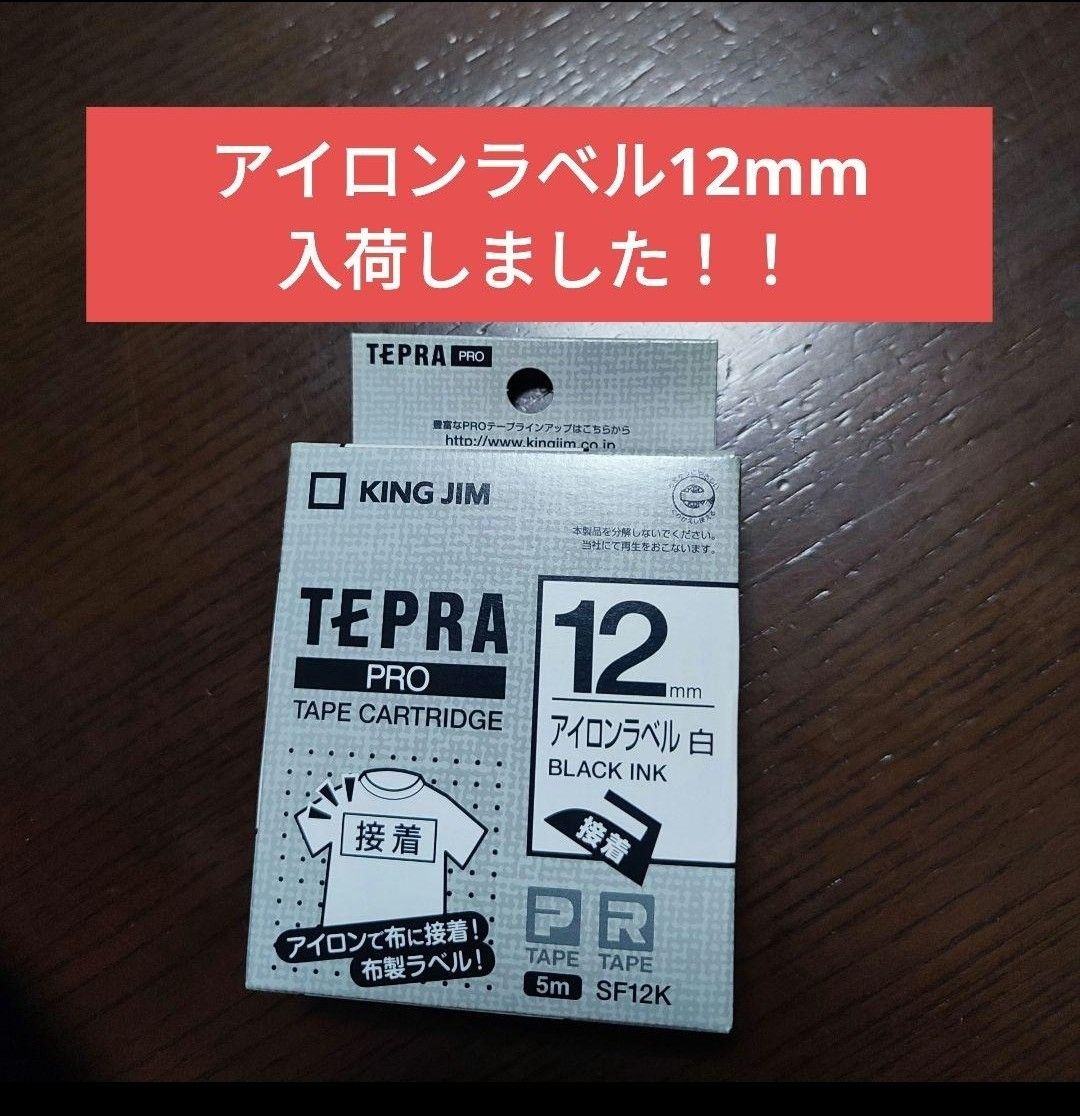 アイロンラベル12mm
入荷しました！！
TEPRA PRO
豊富なPROテープラインアップはこちらから
http://www.kingjim.co.jp
KING JIM
本製品を分解しないでください。
当社にて再生をおこないます。
TEPRA
PRO
TAPE CARTRIDGE
12mm
アイロンラベル 白
BLACK INK
接着
接着
アイロンで布に接着！
布製ラベル！
TAPE
TAPE
5m
SF12K